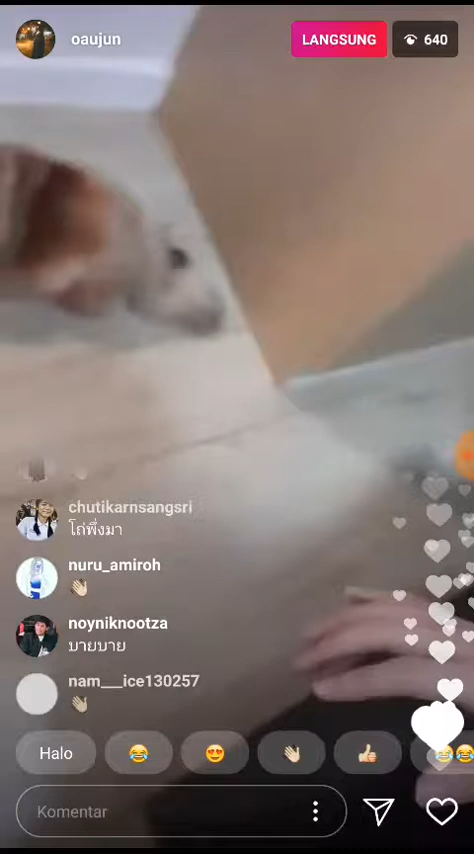 oaujun
LANGSUNG
640
chutikarnsangsri
โถ่พึ่งมา
nuru_amiroh
👋🏼
noyniknootza
บายบาย
nam___ice130257
👋🏼
Halo 😂 😍 👋🏼 👍🏼 😂😂
Komentar